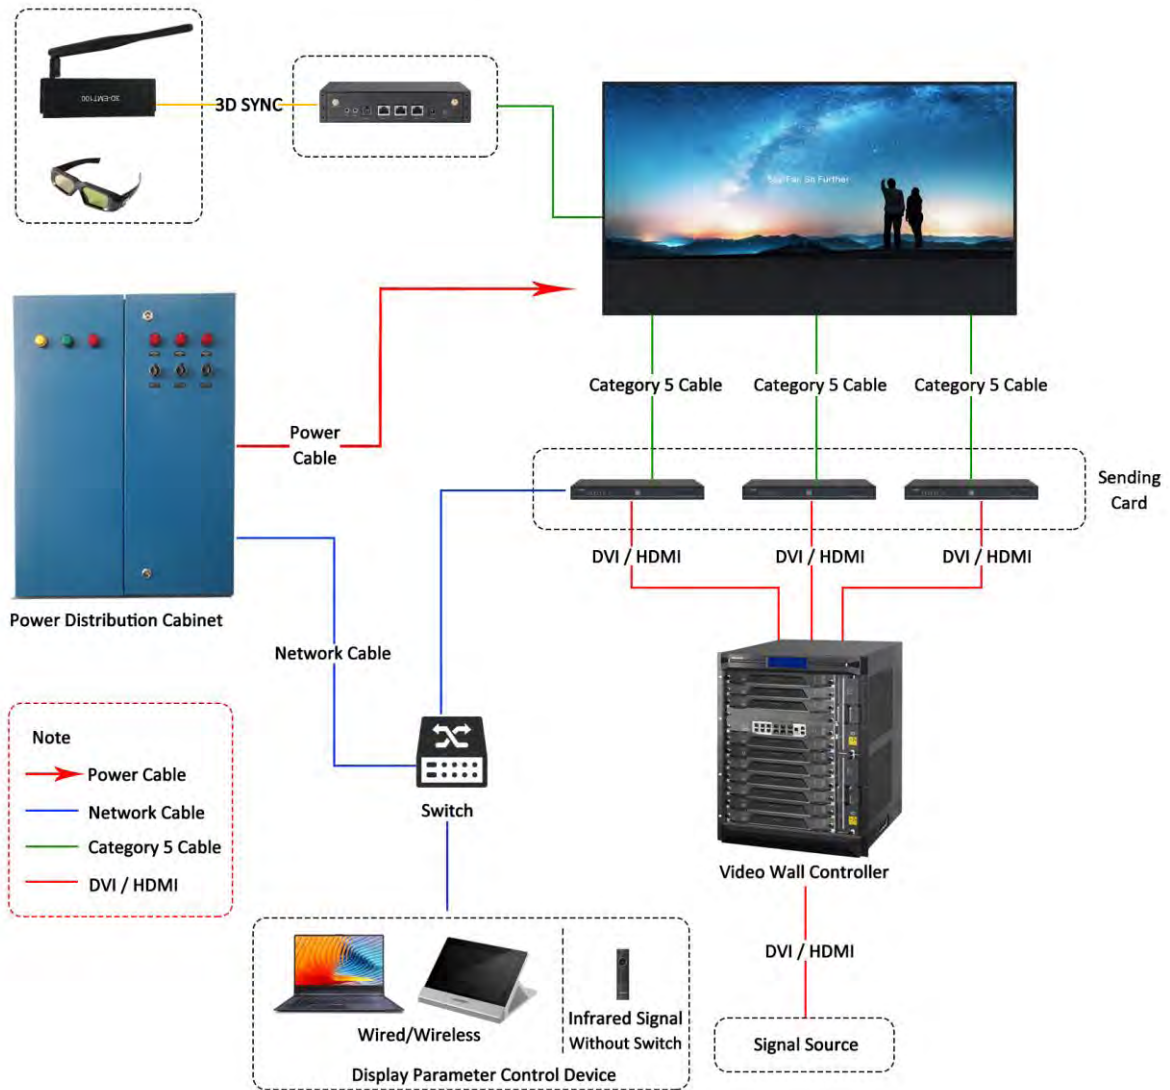 3D-EMT100
3D SYNC
Category 5 Cable
Category 5 Cable
Category 5 Cable
Power
Cable
Sending
Card
DVI / HDMI
DVI / HDMI
DVI / HDMI
Power Distribution Cabinet
Network Cable
Note
Power Cable
Network Cable
Category 5 Cable
DVI / HDMI
Switch
Video Wall Controller
DVI / HDMI
Wired/Wireless
Infrared Signal
Without Switch
Display Parameter Control Device
Signal Source